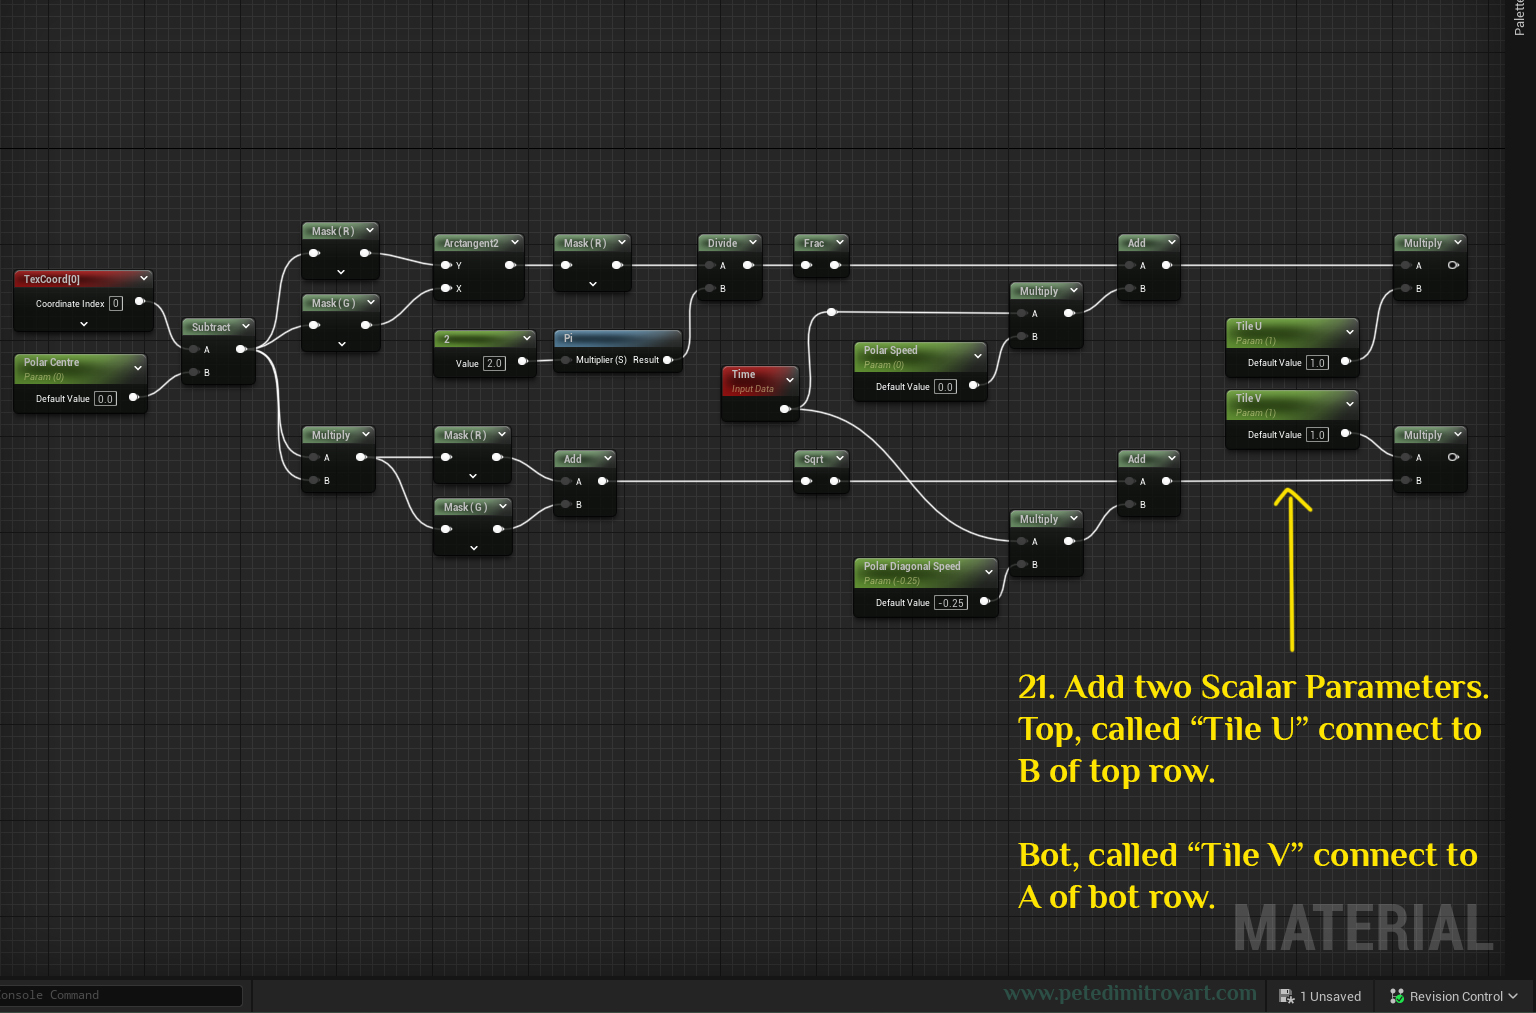 Palette
Mask ( R )
Arctangent2
Y
X
Mask ( R )
Divide
A
B
Frac
Add
A
B
Multiply
A
B
TexCoord[0]
Coordinate Index 0
Mask ( G )
Multiply
A
B
Subtract
A
B
2
Value 2.0
Pi
Multiplier (S) Result
Tile U
Param (1)
Default Value 1.0
Polar Centre
Param (0)
Default Value 0.0
Time
Input Data
Polar Speed
Param (0)
Default Value 0.0
Tile V
Param (1)
Default Value 1.0
Multiply
A
B
Mask ( R )
Mask ( G )
Add
A
B
Sqrt
Add
A
B
Multiply
A
B
Multiply
A
B
Polar Diagonal Speed
Param (-0.25)
Default Value -0.25
21. Add two Scalar Parameters.
Top, called “Tile U” connect to
B of top row.
Bot, called “Tile V” connect to
A of bot row.
MATERIAL
onsole Command
www.petedimitrovart.com
1 Unsaved
Revision Control